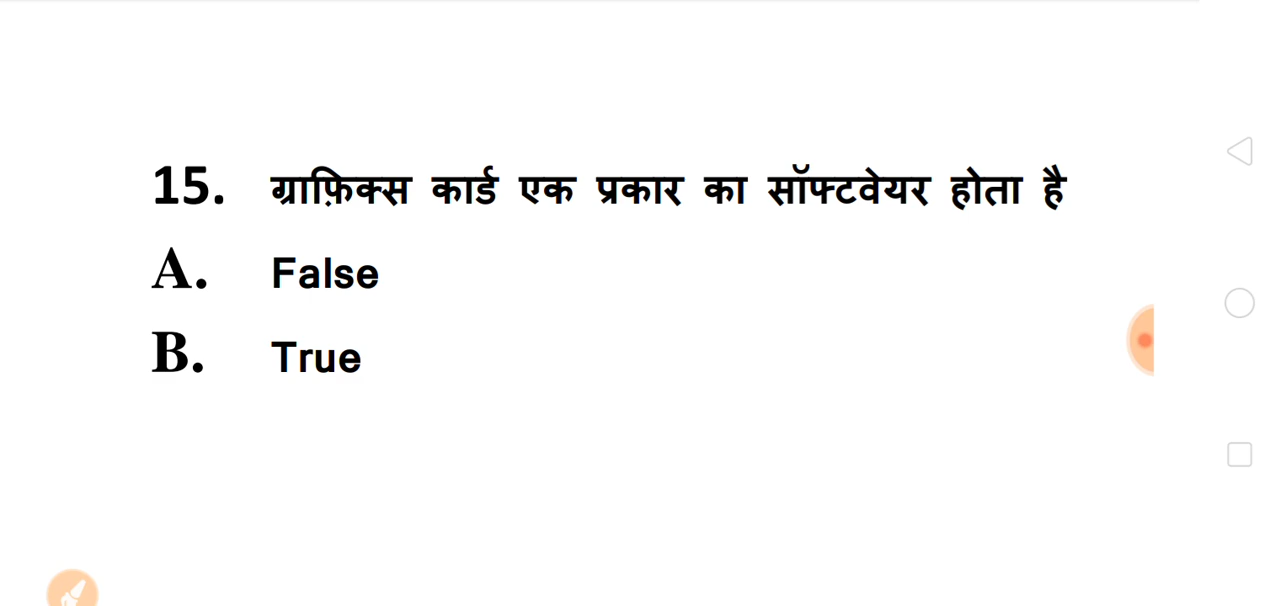 15. ग्राफ़िक्स कार्ड एक प्रकार का सॉफ्टवेयर होता है
A. False
B. True